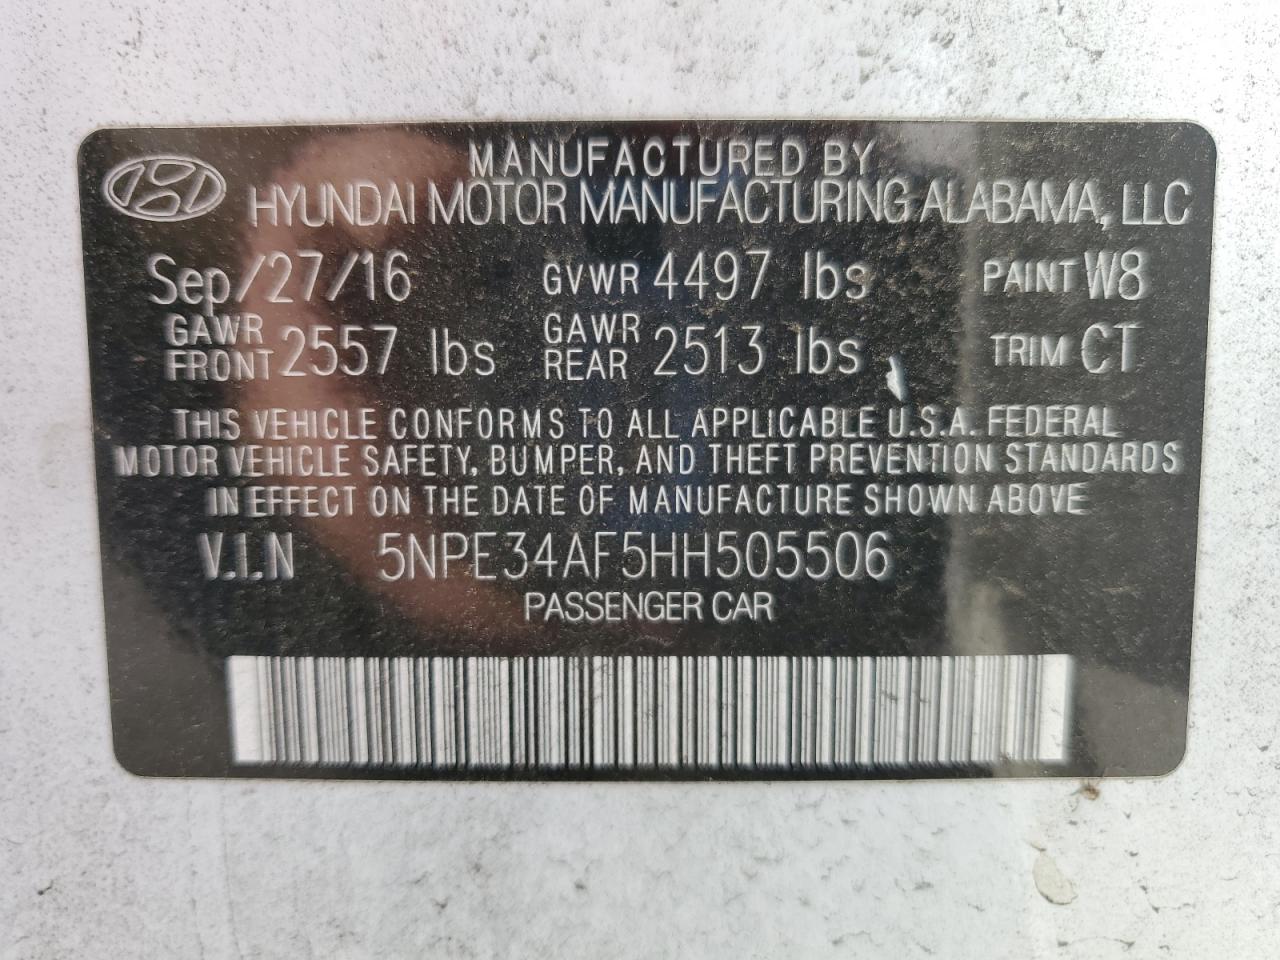 MANUFACTURED BY
HYUNDAI MOTOR MANUFACTURING ALABAMA, LLC
Sep/27/16 GVWR 4497 lbs PAINT W8
GAWR FRONT 2557 lbs GAWR REAR 2513 lbs TRIM CT
THIS VEHICLE CONFORMS TO ALL APPLICABLE U.S.A. FEDERAL
MOTOR VEHICLE SAFETY, BUMPER, AND THEFT PREVENTION STANDARDS
IN EFFECT ON THE DATE OF MANUFACTURE SHOWN ABOVE
V.I.N 5NPE34AF5HH505506
PASSENGER CAR